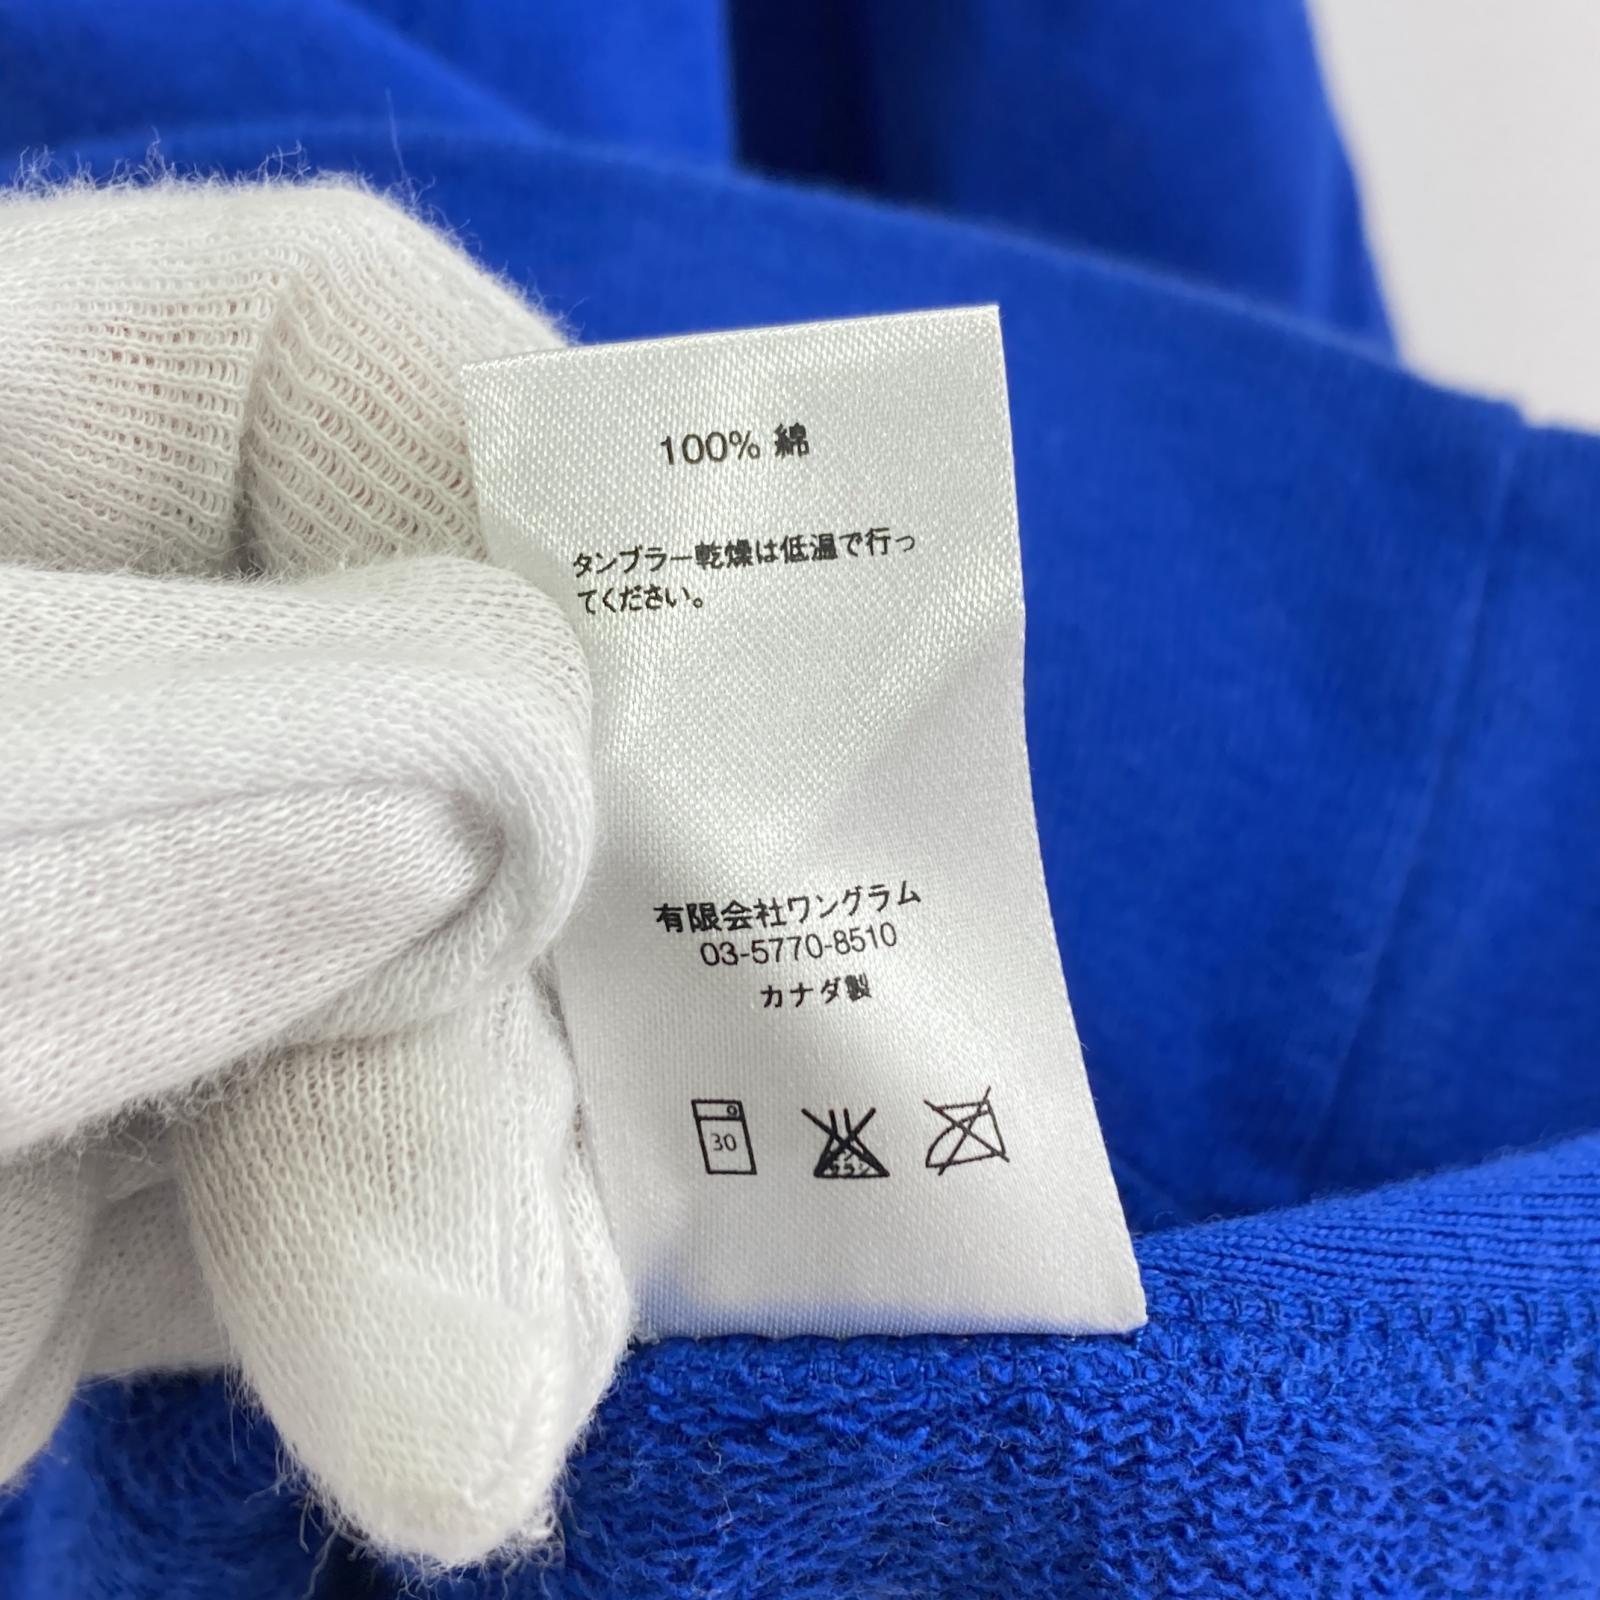 100% 綿
タンブラー乾燥は低温で行っ
てください。
有限会社ワングラム
03-5770-8510
カナダ製
30